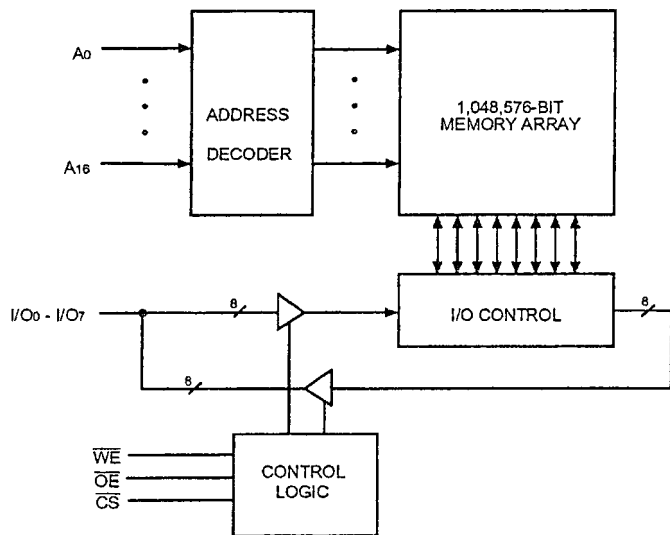 A0
ADDRESS
DECODER
1,048,576-BIT
MEMORY ARRAY
A16
I/O0 - I/O7
8
I/O CONTROL
8
8
WE
OE
CS
CONTROL
LOGIC